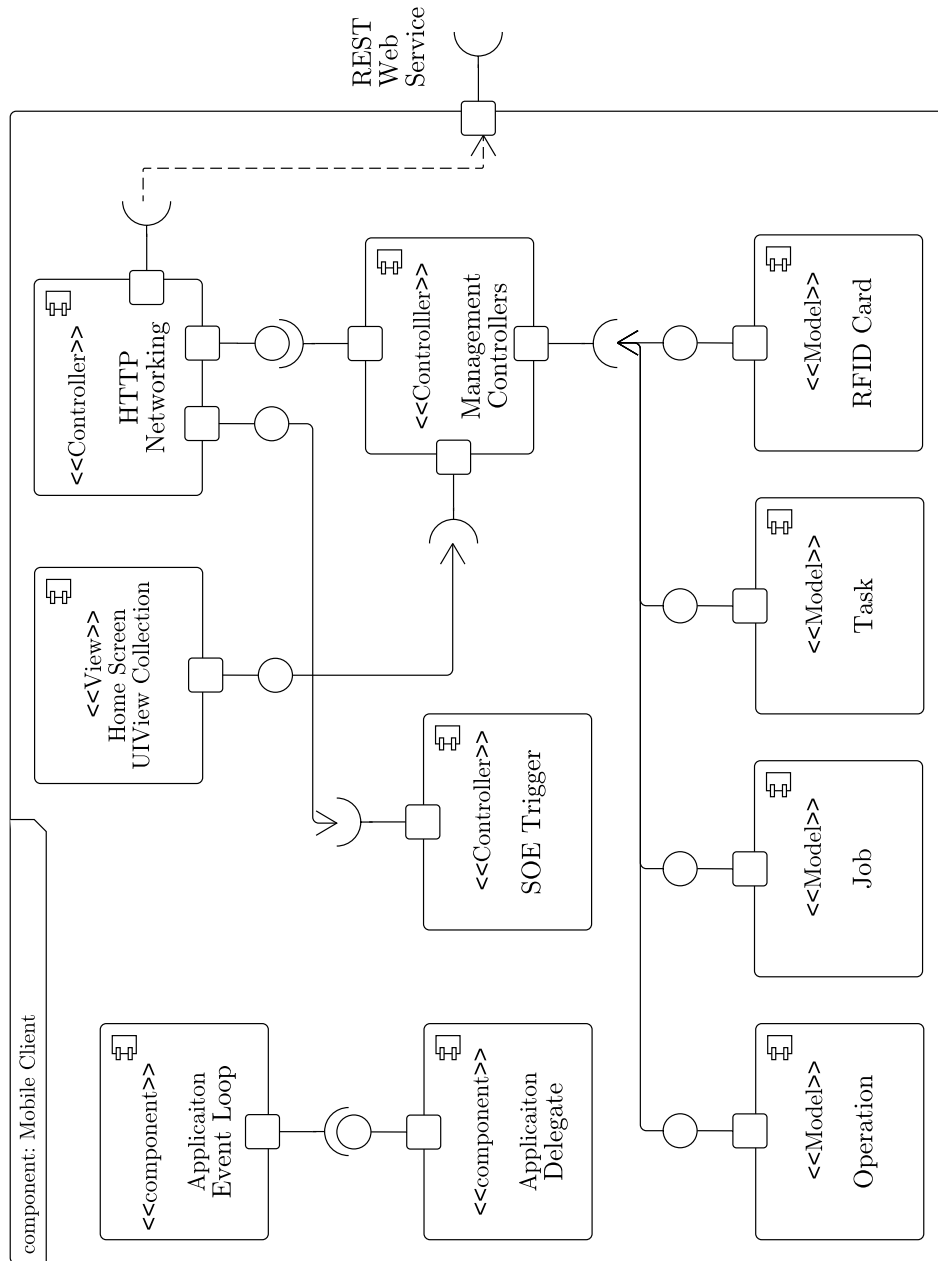 component: Mobile Client
<<component>>
Applicaiton
Event Loop
<<View>>
Home Screen
UIView Collection
<<Controller>>
HTTP
Networking
REST
Web
Service
<<component>>
Applicaiton
Delegate
<<Controller>>
SOE Trigger
<<Controlller>>
Management
Controllers
<<Model>>
Operation
<<Model>>
Job
<<Model>>
Task
<<Model>>
RFID Card